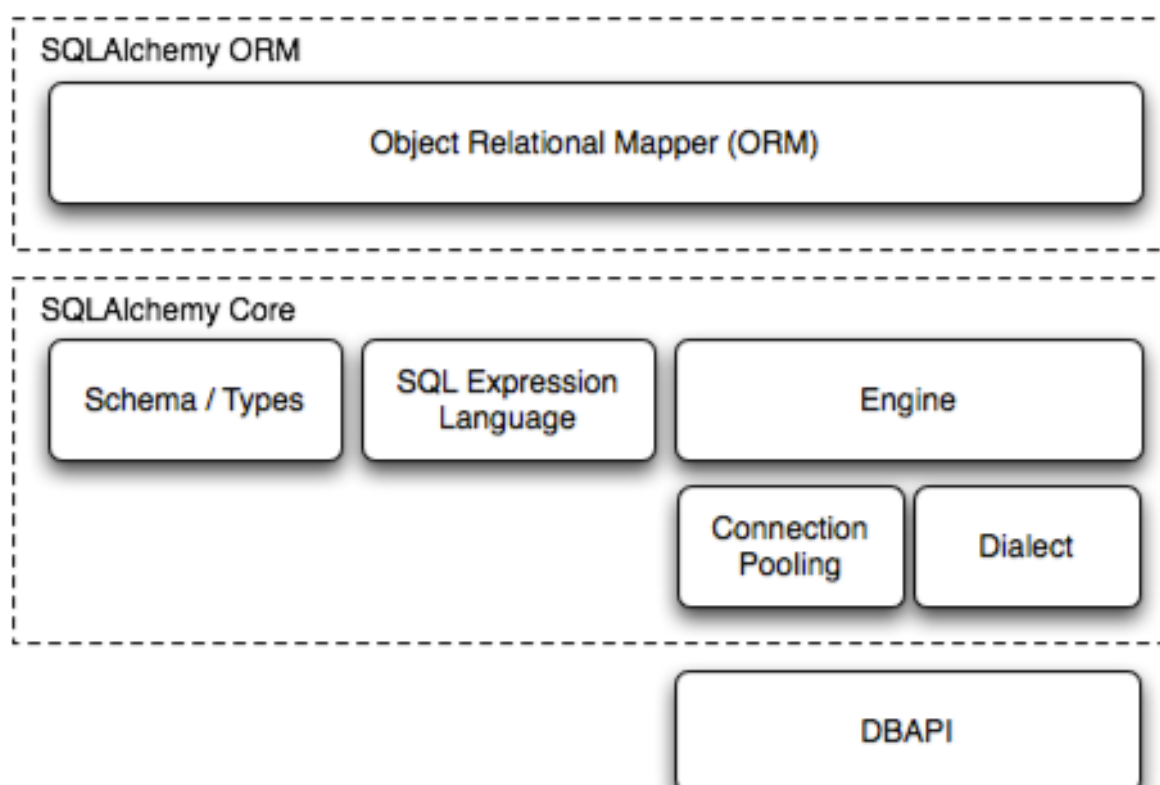 SQLAlchemy ORM
Object Relational Mapper (ORM)
SQLAlchemy Core
Schema / Types
SQL Expression
Language
Engine
Connection
Pooling
Dialect
DBAPI